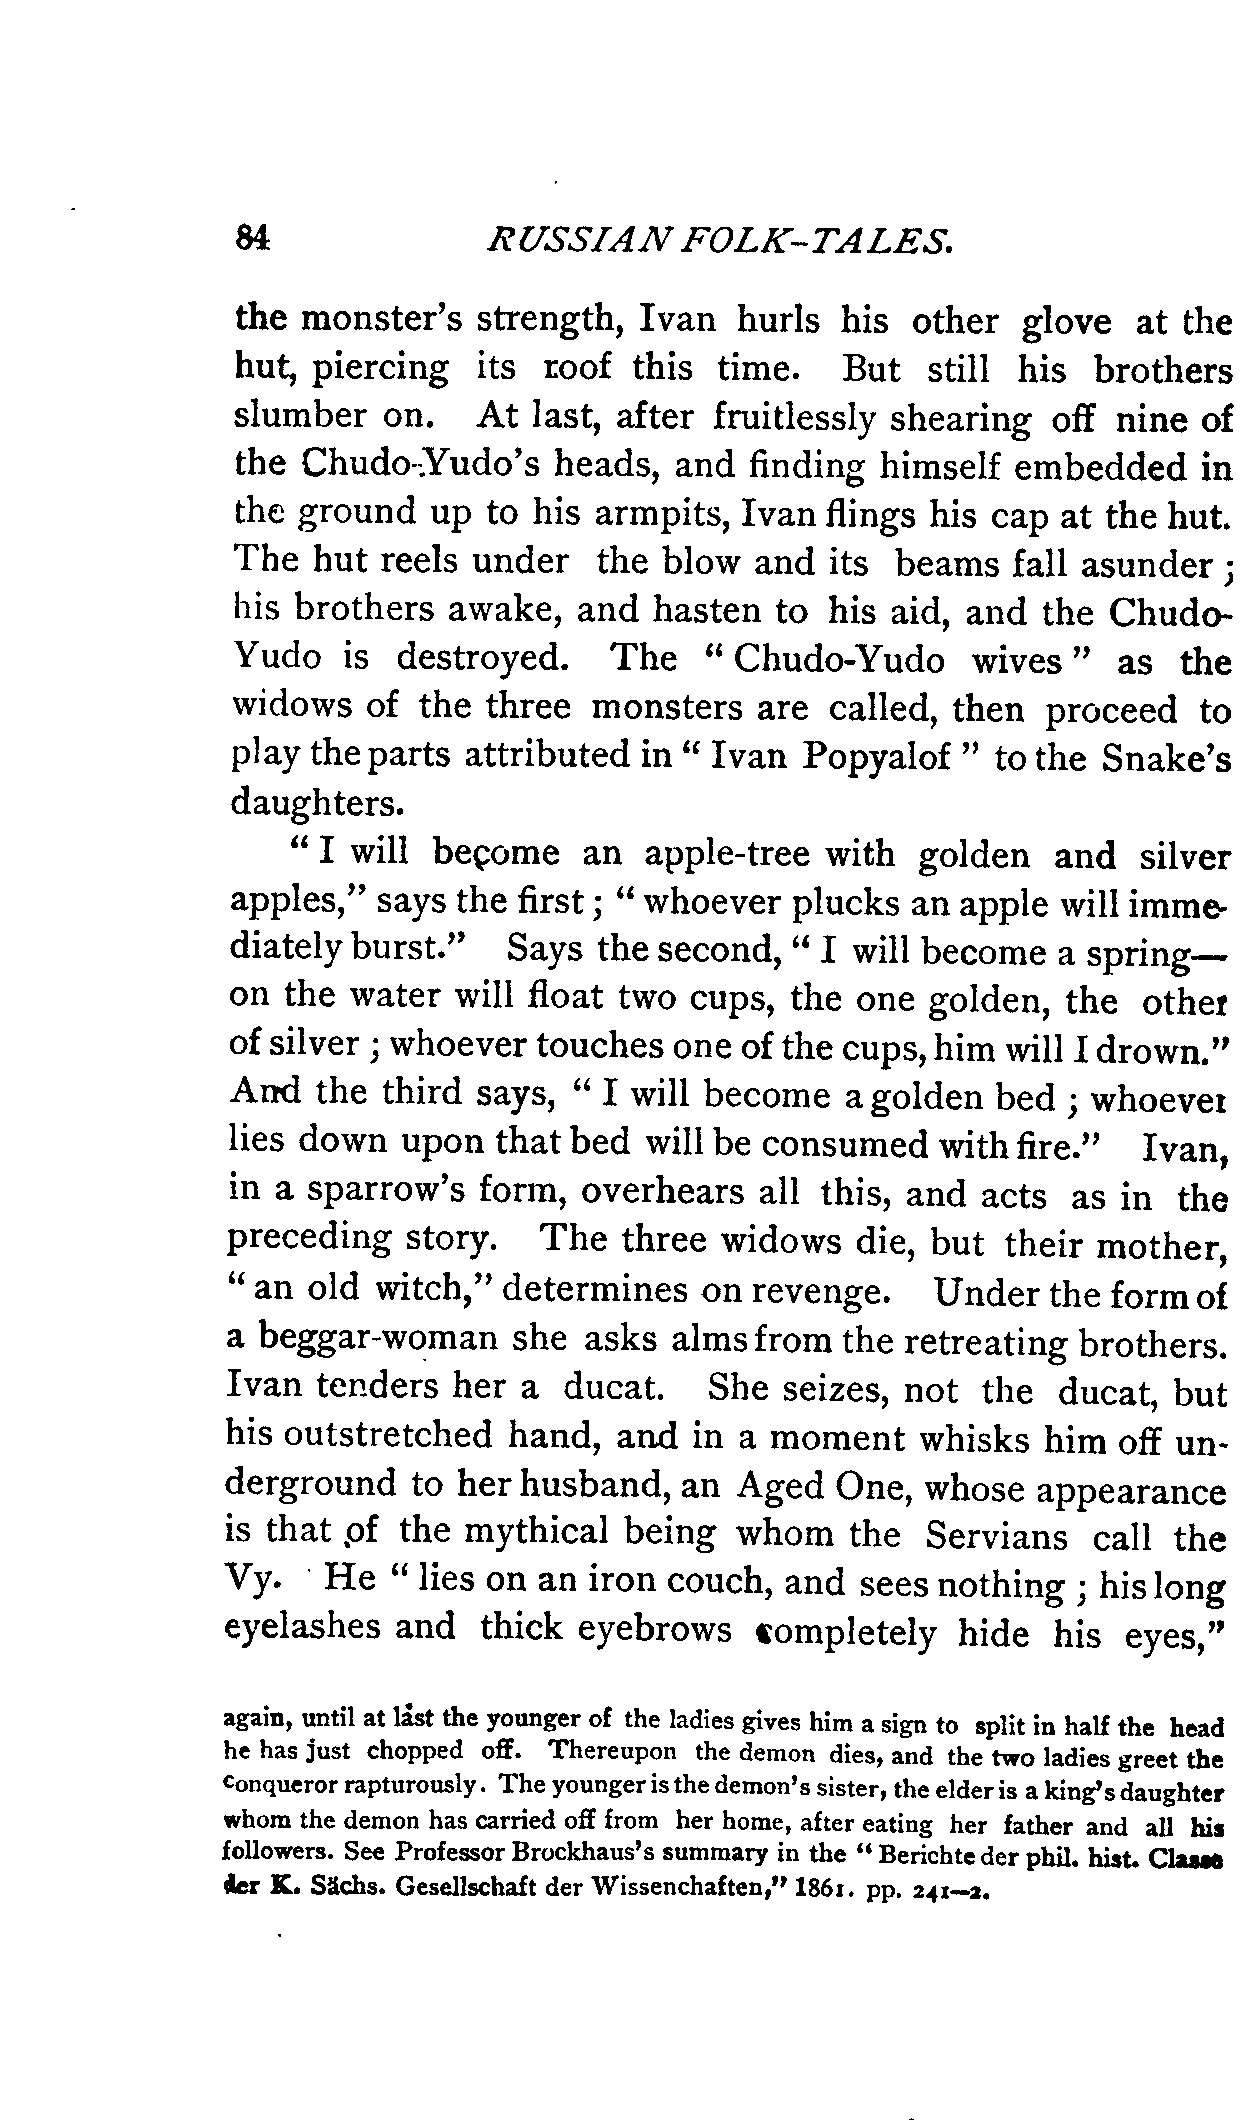 84 RUSSIAN FOLK-TALES.
the monster's strength, Ivan hurls his other glove at the
hut, piercing its roof this time. But still his brothers
slumber on. At last, after fruitlessly shearing off nine of
the Chudo-Yudo's heads, and finding himself embedded in
the ground up to his armpits, Ivan flings his cap at the hut.
The hut reels under the blow and its beams fall asunder ;
his brothers awake, and hasten to his aid, and the Chudo-
Yudo is destroyed. The " Chudo-Yudo wives " as the
widows of the three monsters are called, then proceed to
play the parts attributed in " Ivan Popyalof " to the Snake's
daughters.
" I will become an apple-tree with golden and silver
apples," says the first ; " whoever plucks an apple will imme-
diately burst." Says the second, " I will become a spring—
on the water will float two cups, the one golden, the other
of silver ; whoever touches one of the cups, him will I drown."
And the third says, " I will become a golden bed ; whoever
lies down upon that bed will be consumed with fire." Ivan,
in a sparrow's form, overhears all this, and acts as in the
preceding story. The three widows die, but their mother,
" an old witch," determines on revenge. Under the form of
a beggar-woman she asks alms from the retreating brothers.
Ivan tenders her a ducat. She seizes, not the ducat, but
his outstretched hand, and in a moment whisks him off un-
derground to her husband, an Aged One, whose appearance
is that of the mythical being whom the Servians call the
Vy. He " lies on an iron couch, and sees nothing ; his long
eyelashes and thick eyebrows completely hide his eyes,"
again, until at last the younger of the ladies gives him a sign to split in half the head
he has just chopped off. Thereupon the demon dies, and the two ladies greet the
conqueror rapturously. The younger is the demon's sister, the elder is a king's daughter
whom the demon has carried off from her home, after eating her father and all his
followers. See Professor Brockhaus's summary in the " Berichte der phil. hist. Classe
der K. Sächs. Gesellschaft der Wissenchaften," 1861. pp. 241—2.